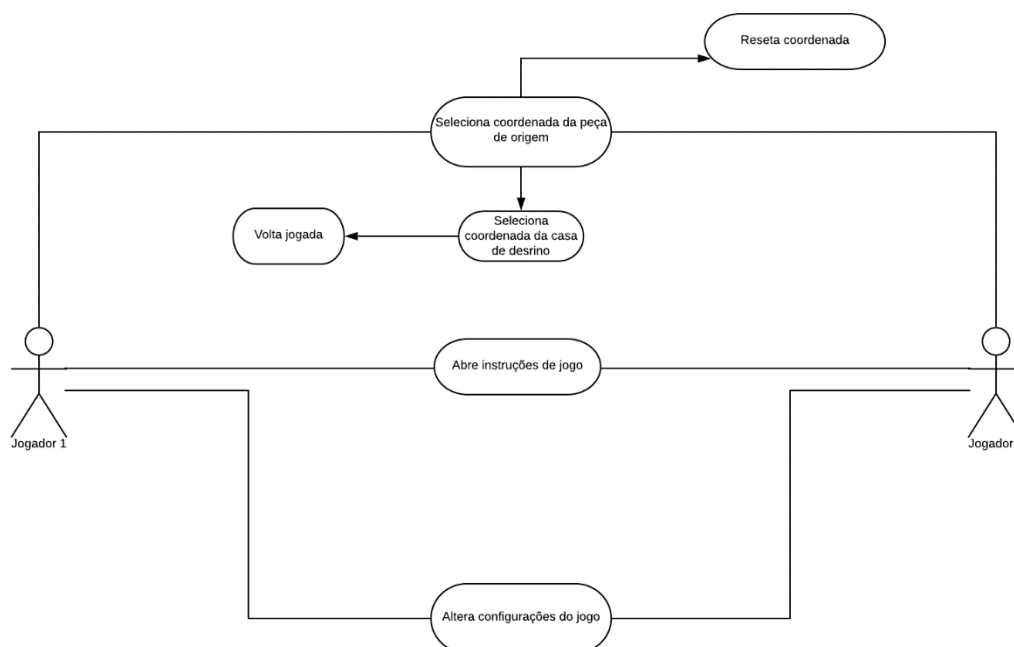 Reseta coordenada
Seleciona coordenada da peça
de origem
Seleciona
coordenada da casa
de desrino
Volta jogada
Abre instruções de jogo
Jogador 1
Jogador
Altera configurações do jogo